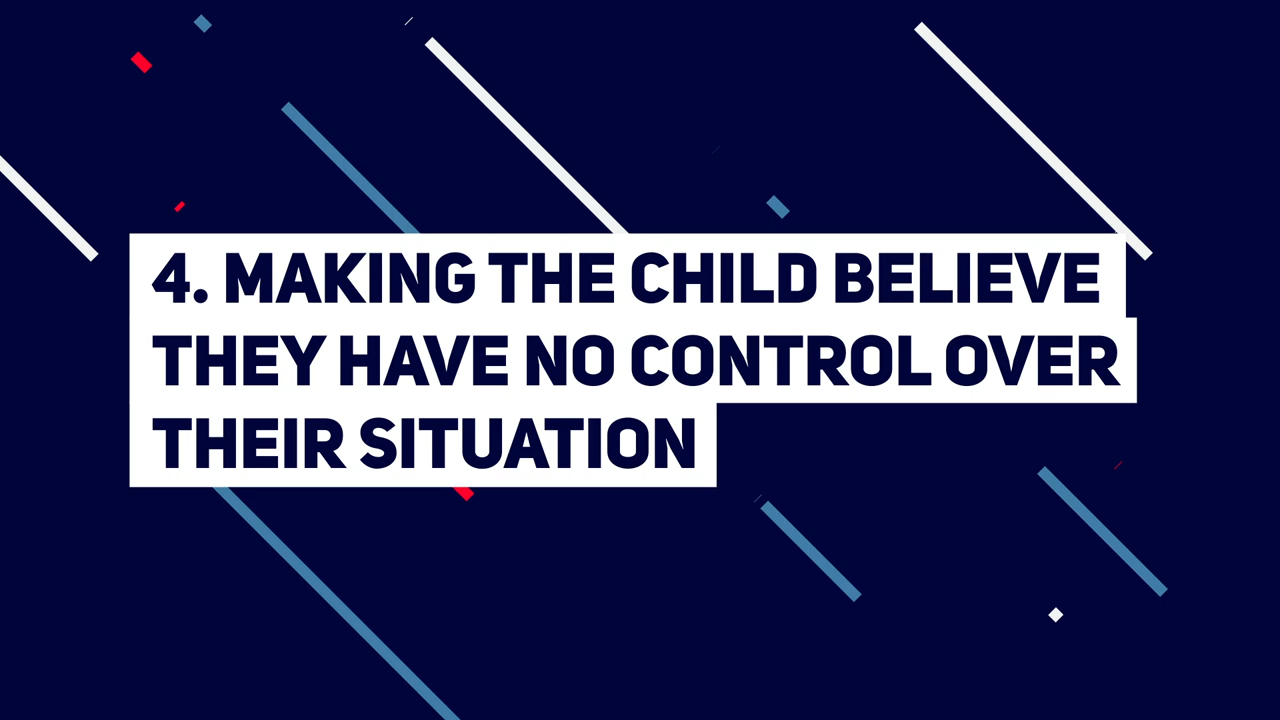 4. MAKING THE CHILD BELIEVE
THEY HAVE NO CONTROL OVER
THEIR SITUATION